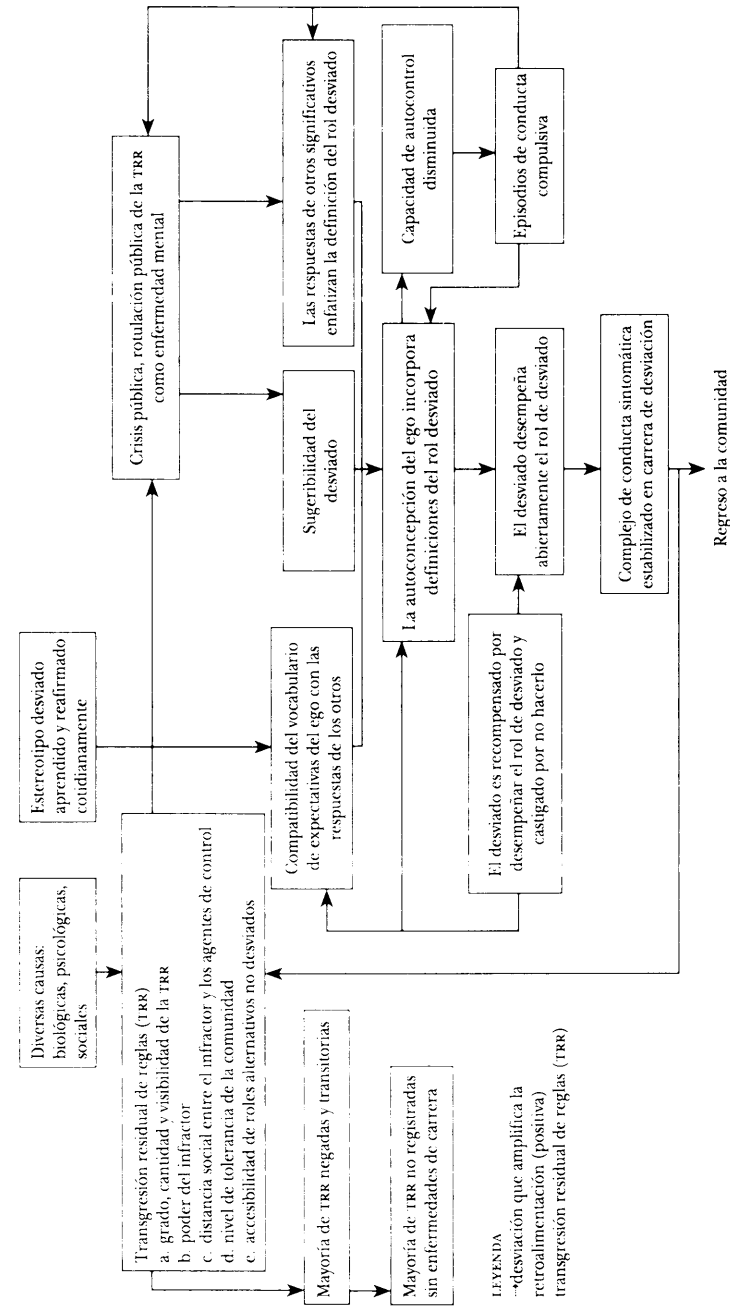 Diversas causas:
biológicas, psicológicas,
sociales
Estereotipo desviado
aprendido y reafirmado
cotidianamente
Transgresión residual de reglas (TRR)
a. grado, cantidad y visibilidad de la TRR
b. poder del infractor
c. distancia social entre el infractor y los agentes de control
d. nivel de tolerancia de la comunidad
e. accesibilidad de roles alternativos no desviados
Crisis pública, rotulación pública de la TRR
como enfermedad mental
Mayoría de TRR negadas y transitorias
Compatibilidad del vocabulario
de expectativas del ego con las
respuestas de los otros
Sugeribilidad del
desviado
Las respuestas de otros significativos
enfatizan la definición del rol desviado
Mayoría de TRR no registradas
sin enfermedades de carrera
La autoconcepción del ego incorpora
definiciones del rol desviado
Capacidad de autocontrol
disminuida
El desviado es recompensado por
desempeñar el rol de desviado y
castigado por no hacerlo
El desviado desempeña
abiertamente el rol de desviado
Episodios de conducta
compulsiva
Complejo de conducta sintomática
estabilizado en carrera de desviación
Regreso a la comunidad
LEYENDA
→desviación que amplifica la
retroalimentación (positiva)
transgresión residual de reglas (TRR)